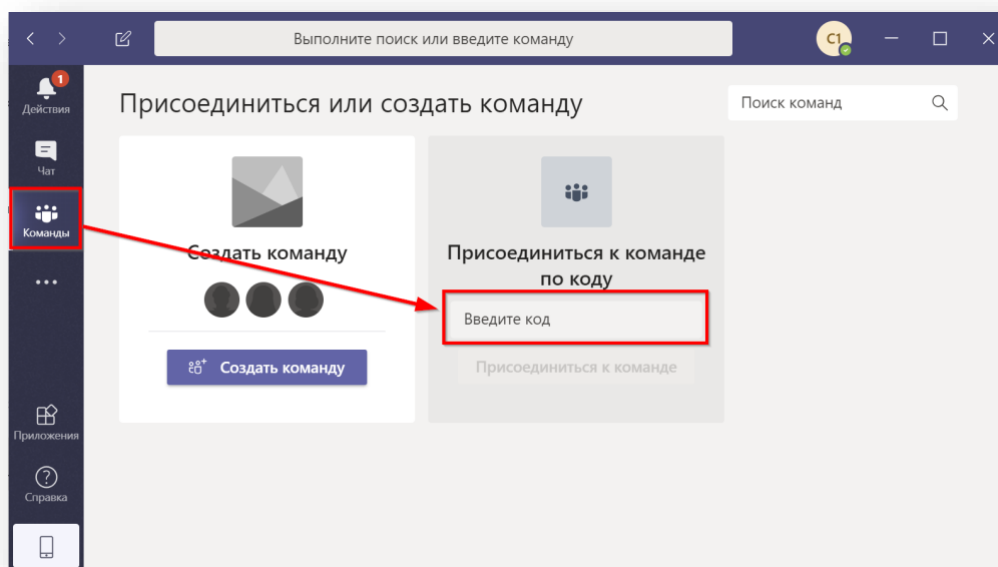 Выполните поиск или введите команду
C1
1
Действия
Присоединиться или создать команду
Поиск команд
Чат
Команды
Создать команду
Присоединиться к команде
по коду
Введите код
Создать команду
Присоединиться к команде
Приложения
Справка